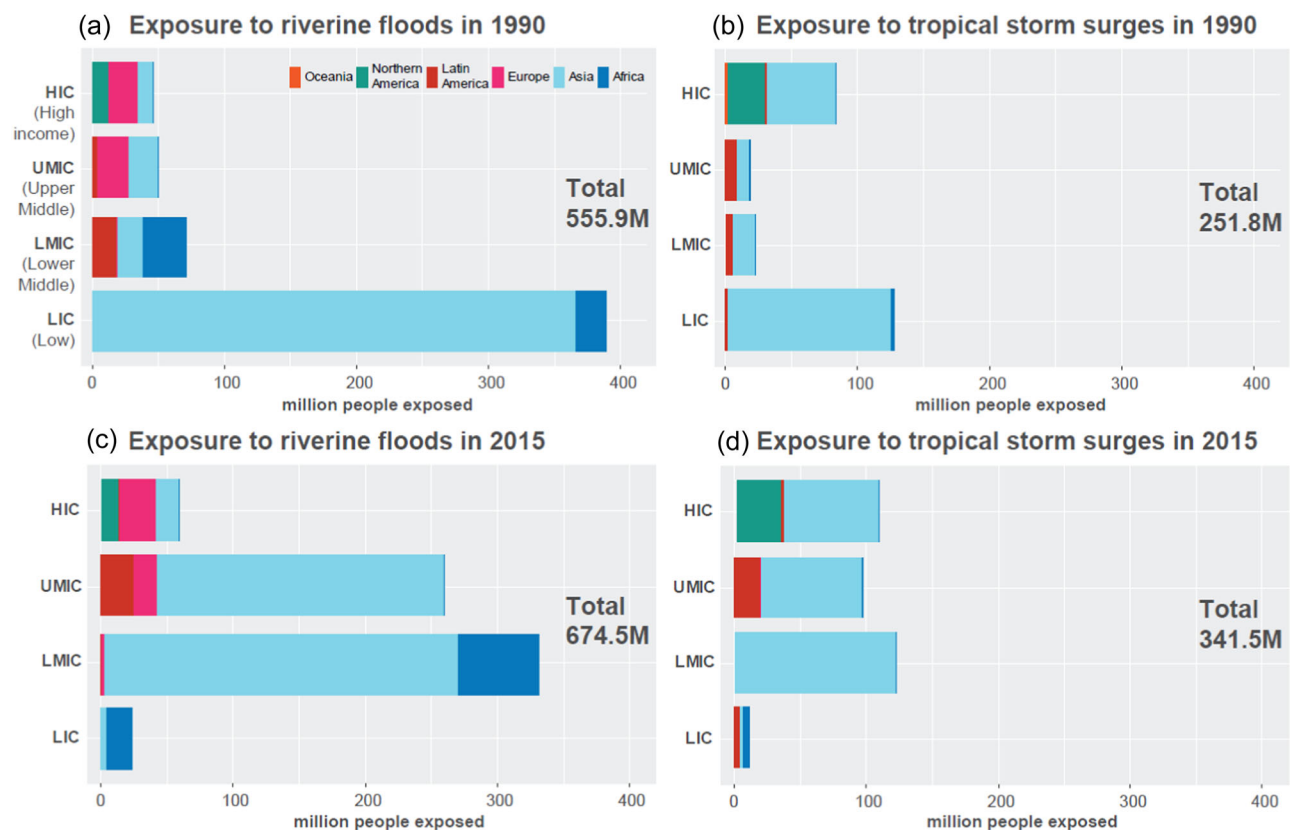 (a) Exposure to riverine floods in 1990
Oceania
Northern
America
Latin
America
Europe
Asia
Africa
HIC
(High
income)
UMIC
(Upper
Middle)
LMIC
(Lower
Middle)
LIC
(Low)
Total
555.9M
0 100 200 300 400
million people exposed
(b) Exposure to tropical storm surges in 1990
HIC
UMIC
LMIC
LIC
Total
251.8M
0 100 200 300 400
million people exposed
(c) Exposure to riverine floods in 2015
HIC
UMIC
LMIC
LIC
Total
674.5M
0 100 200 300 400
million people exposed
(d) Exposure to tropical storm surges in 2015
HIC
UMIC
LMIC
LIC
Total
341.5M
0 100 200 300 400
million people exposed